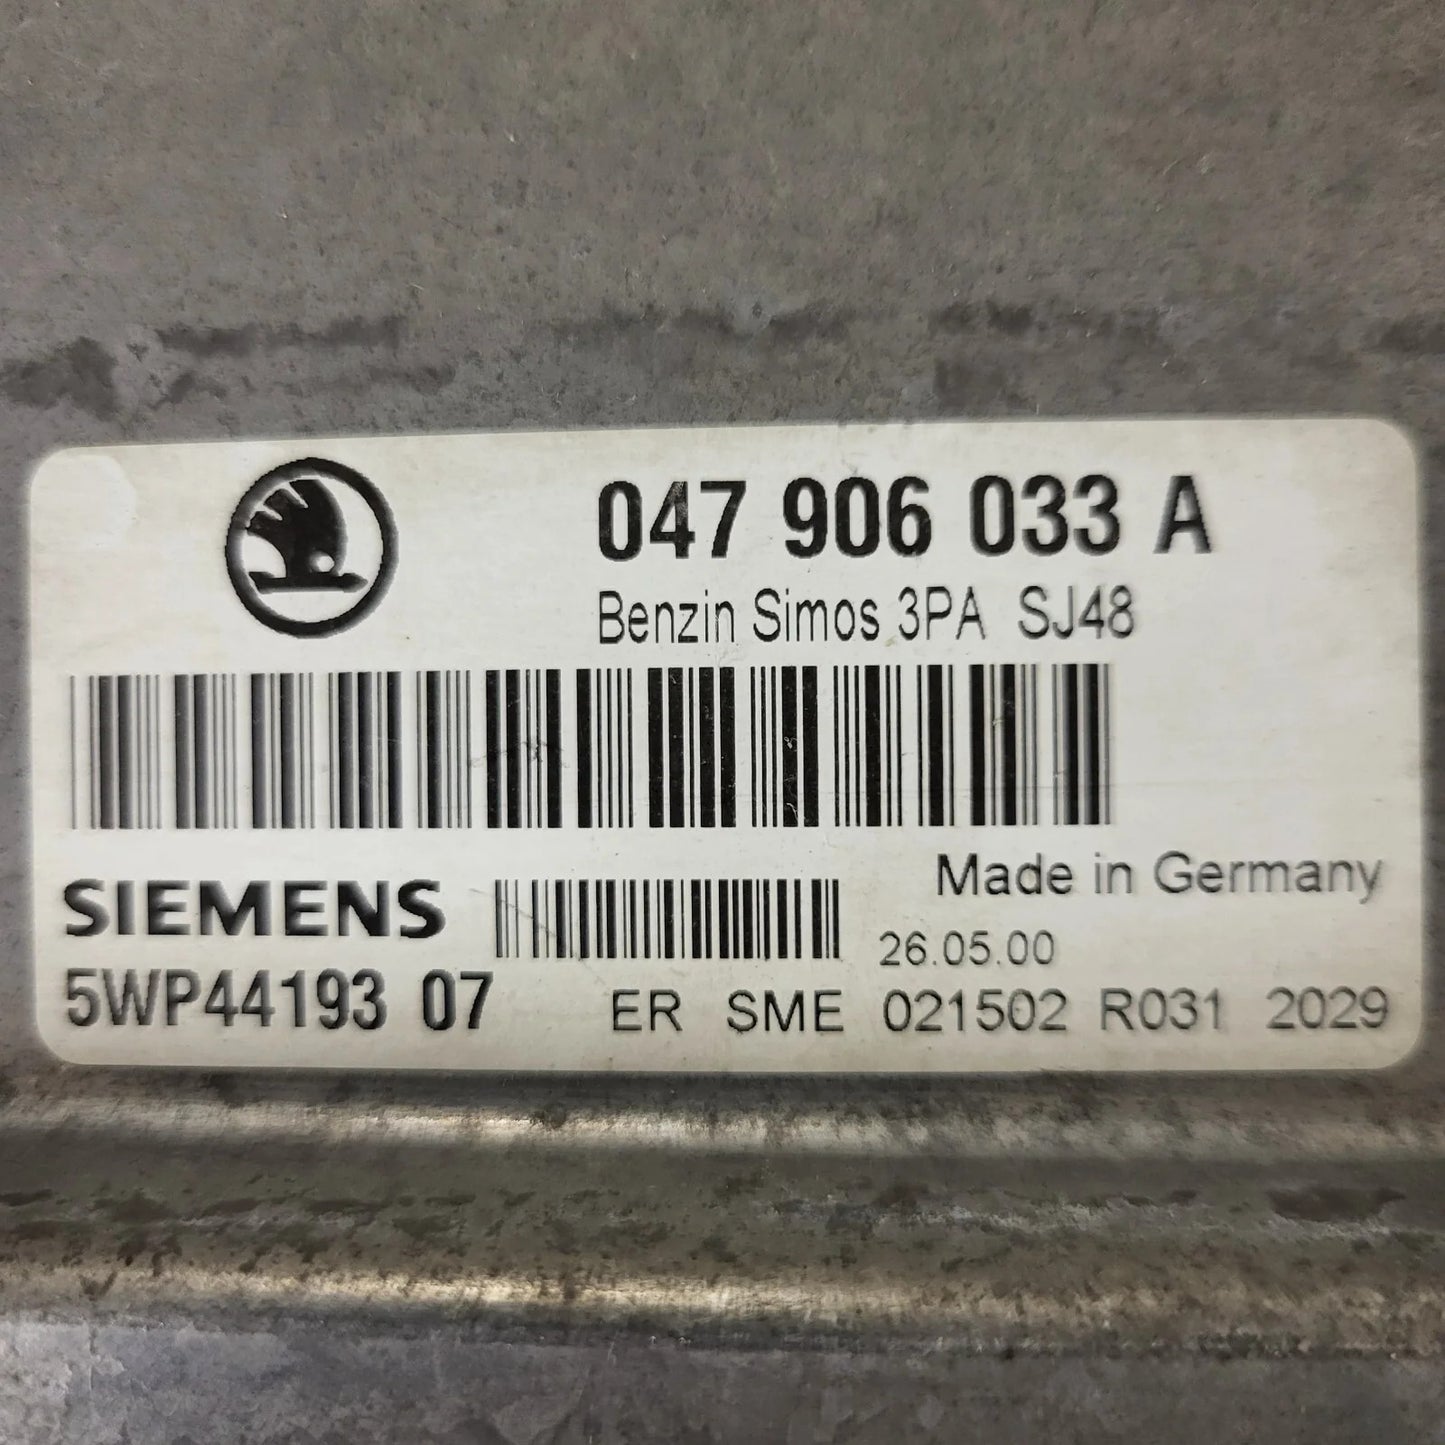 047 906 033 A
Benzin Simos 3PA SJ48
Made in Germany
SIEMENS
26.05.00
5WP44193 07 ER SME 021502 R031 2029